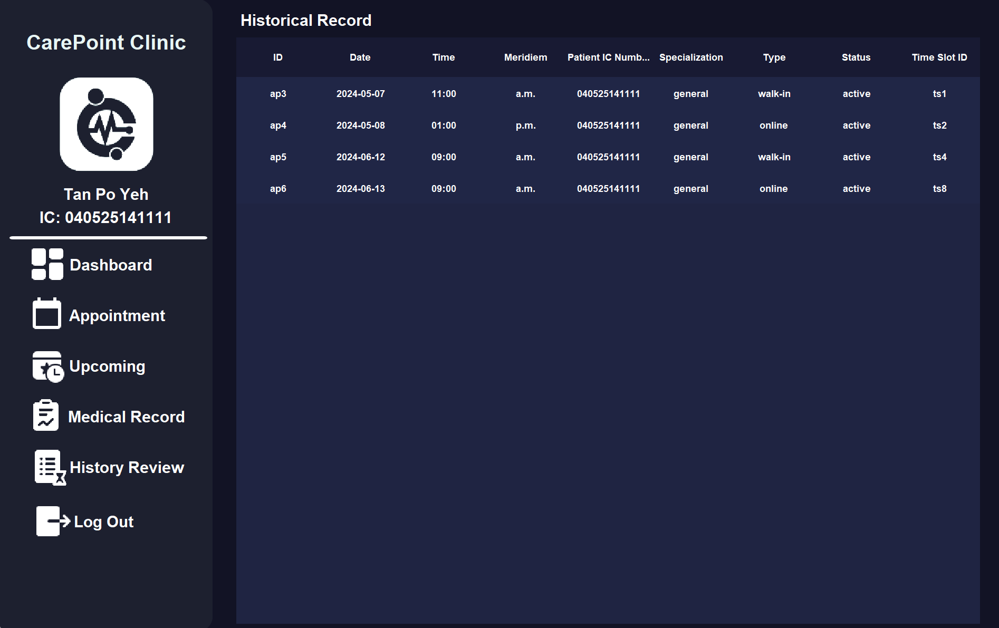 CarePoint Clinic
Tan Po Yeh
IC: 040525141111
Dashboard
Appointment
Upcoming
Medical Record
History Review
Log Out
Historical Record
ID Date Time Meridiem Patient IC Numb... Specialization Type Status Time Slot ID
ap3 2024-05-07 11:00 a.m. 040525141111 general walk-in active ts1
ap4 2024-05-08 01:00 p.m. 040525141111 general online active ts2
ap5 2024-06-12 09:00 a.m. 040525141111 general walk-in active ts4
ap6 2024-06-13 09:00 a.m. 040525141111 general online active ts8